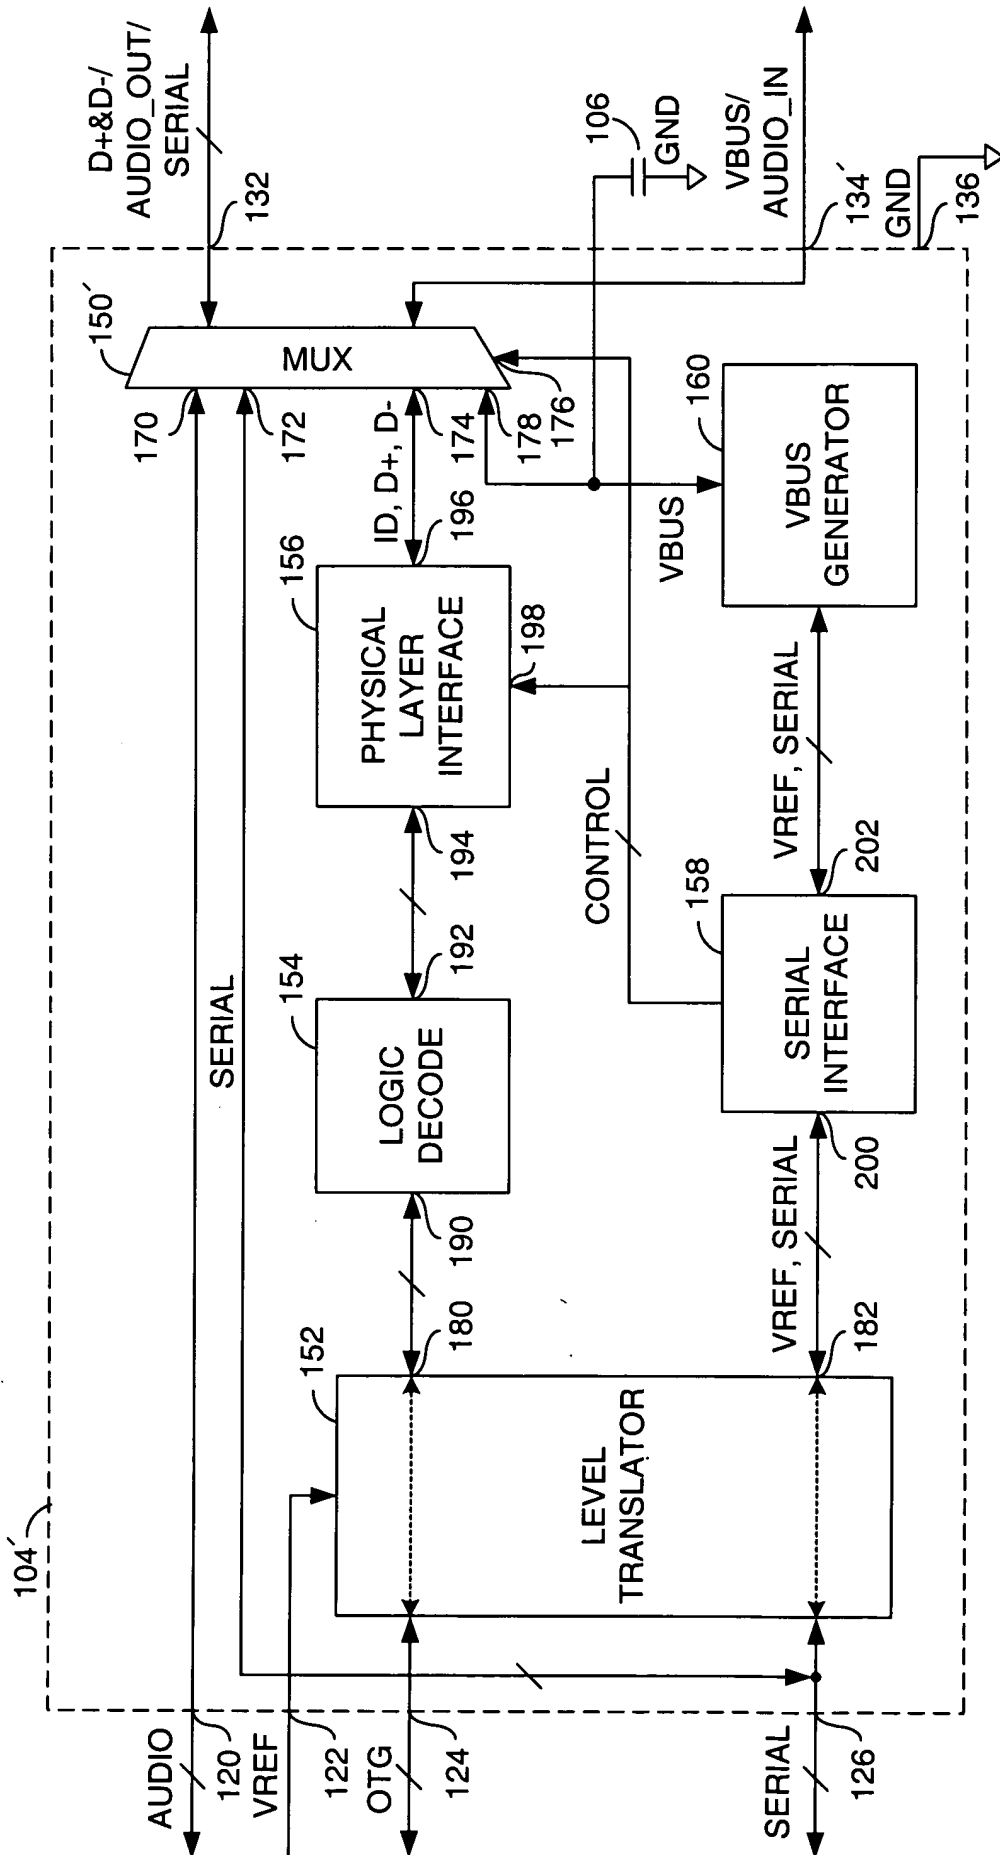 104′
AUDIO
120
VREF
122
OTG
124
SERIAL
126
SERIAL
152
LEVEL
TRANSLATOR
180
182
VREF, SERIAL
190
154
LOGIC
DECODE
192
200
158
SERIAL
INTERFACE
202
VREF, SERIAL
CONTROL
194
156
PHYSICAL
LAYER
INTERFACE
196
198
ID, D+, D-
160
VBUS
GENERATOR
VBUS
170
172
174
178
176
150′
MUX
132
D+&D-/
AUDIO_OUT/
SERIAL
106
GND
VBUS/
AUDIO_IN
134′
GND
136